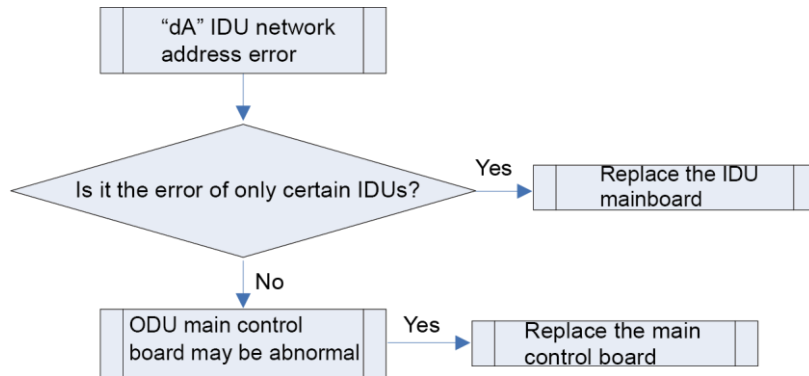 “dA” IDU network
address error
Is it the error of only certain IDUs?
Yes
Replace the IDU
mainboard
No
ODU main control
board may be abnormal
Yes
Replace the main
control board